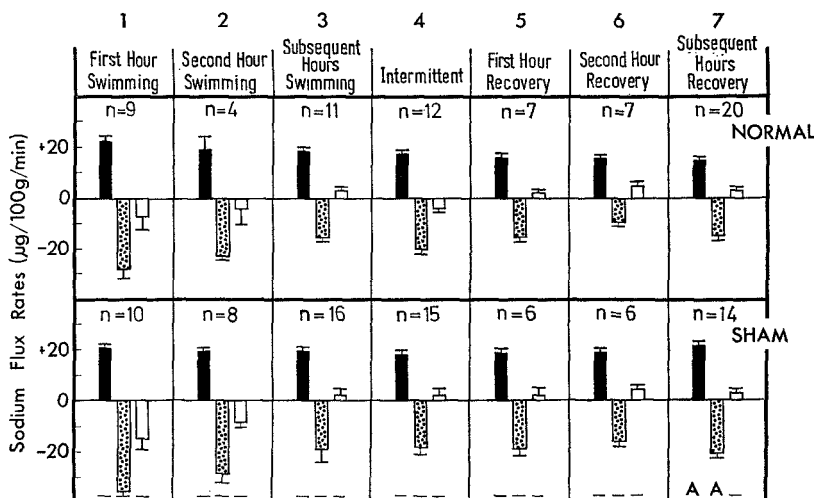 1 2 3 4 5 6 7
First Hour Swimming
Second Hour Swimming
Subsequent Hours Swimming
Intermittent
First Hour Recovery
Second Hour Recovery
Subsequent Hours Recovery
n=9 n=4 n=11 n=12 n=7 n=7 n=20
NORMAL
+20
0
-20
n=10 n=8 n=16 n=15 n=6 n=6 n=14
SHAM
+20
0
-20
A A
Sodium Flux Rates (µg/100g/min)